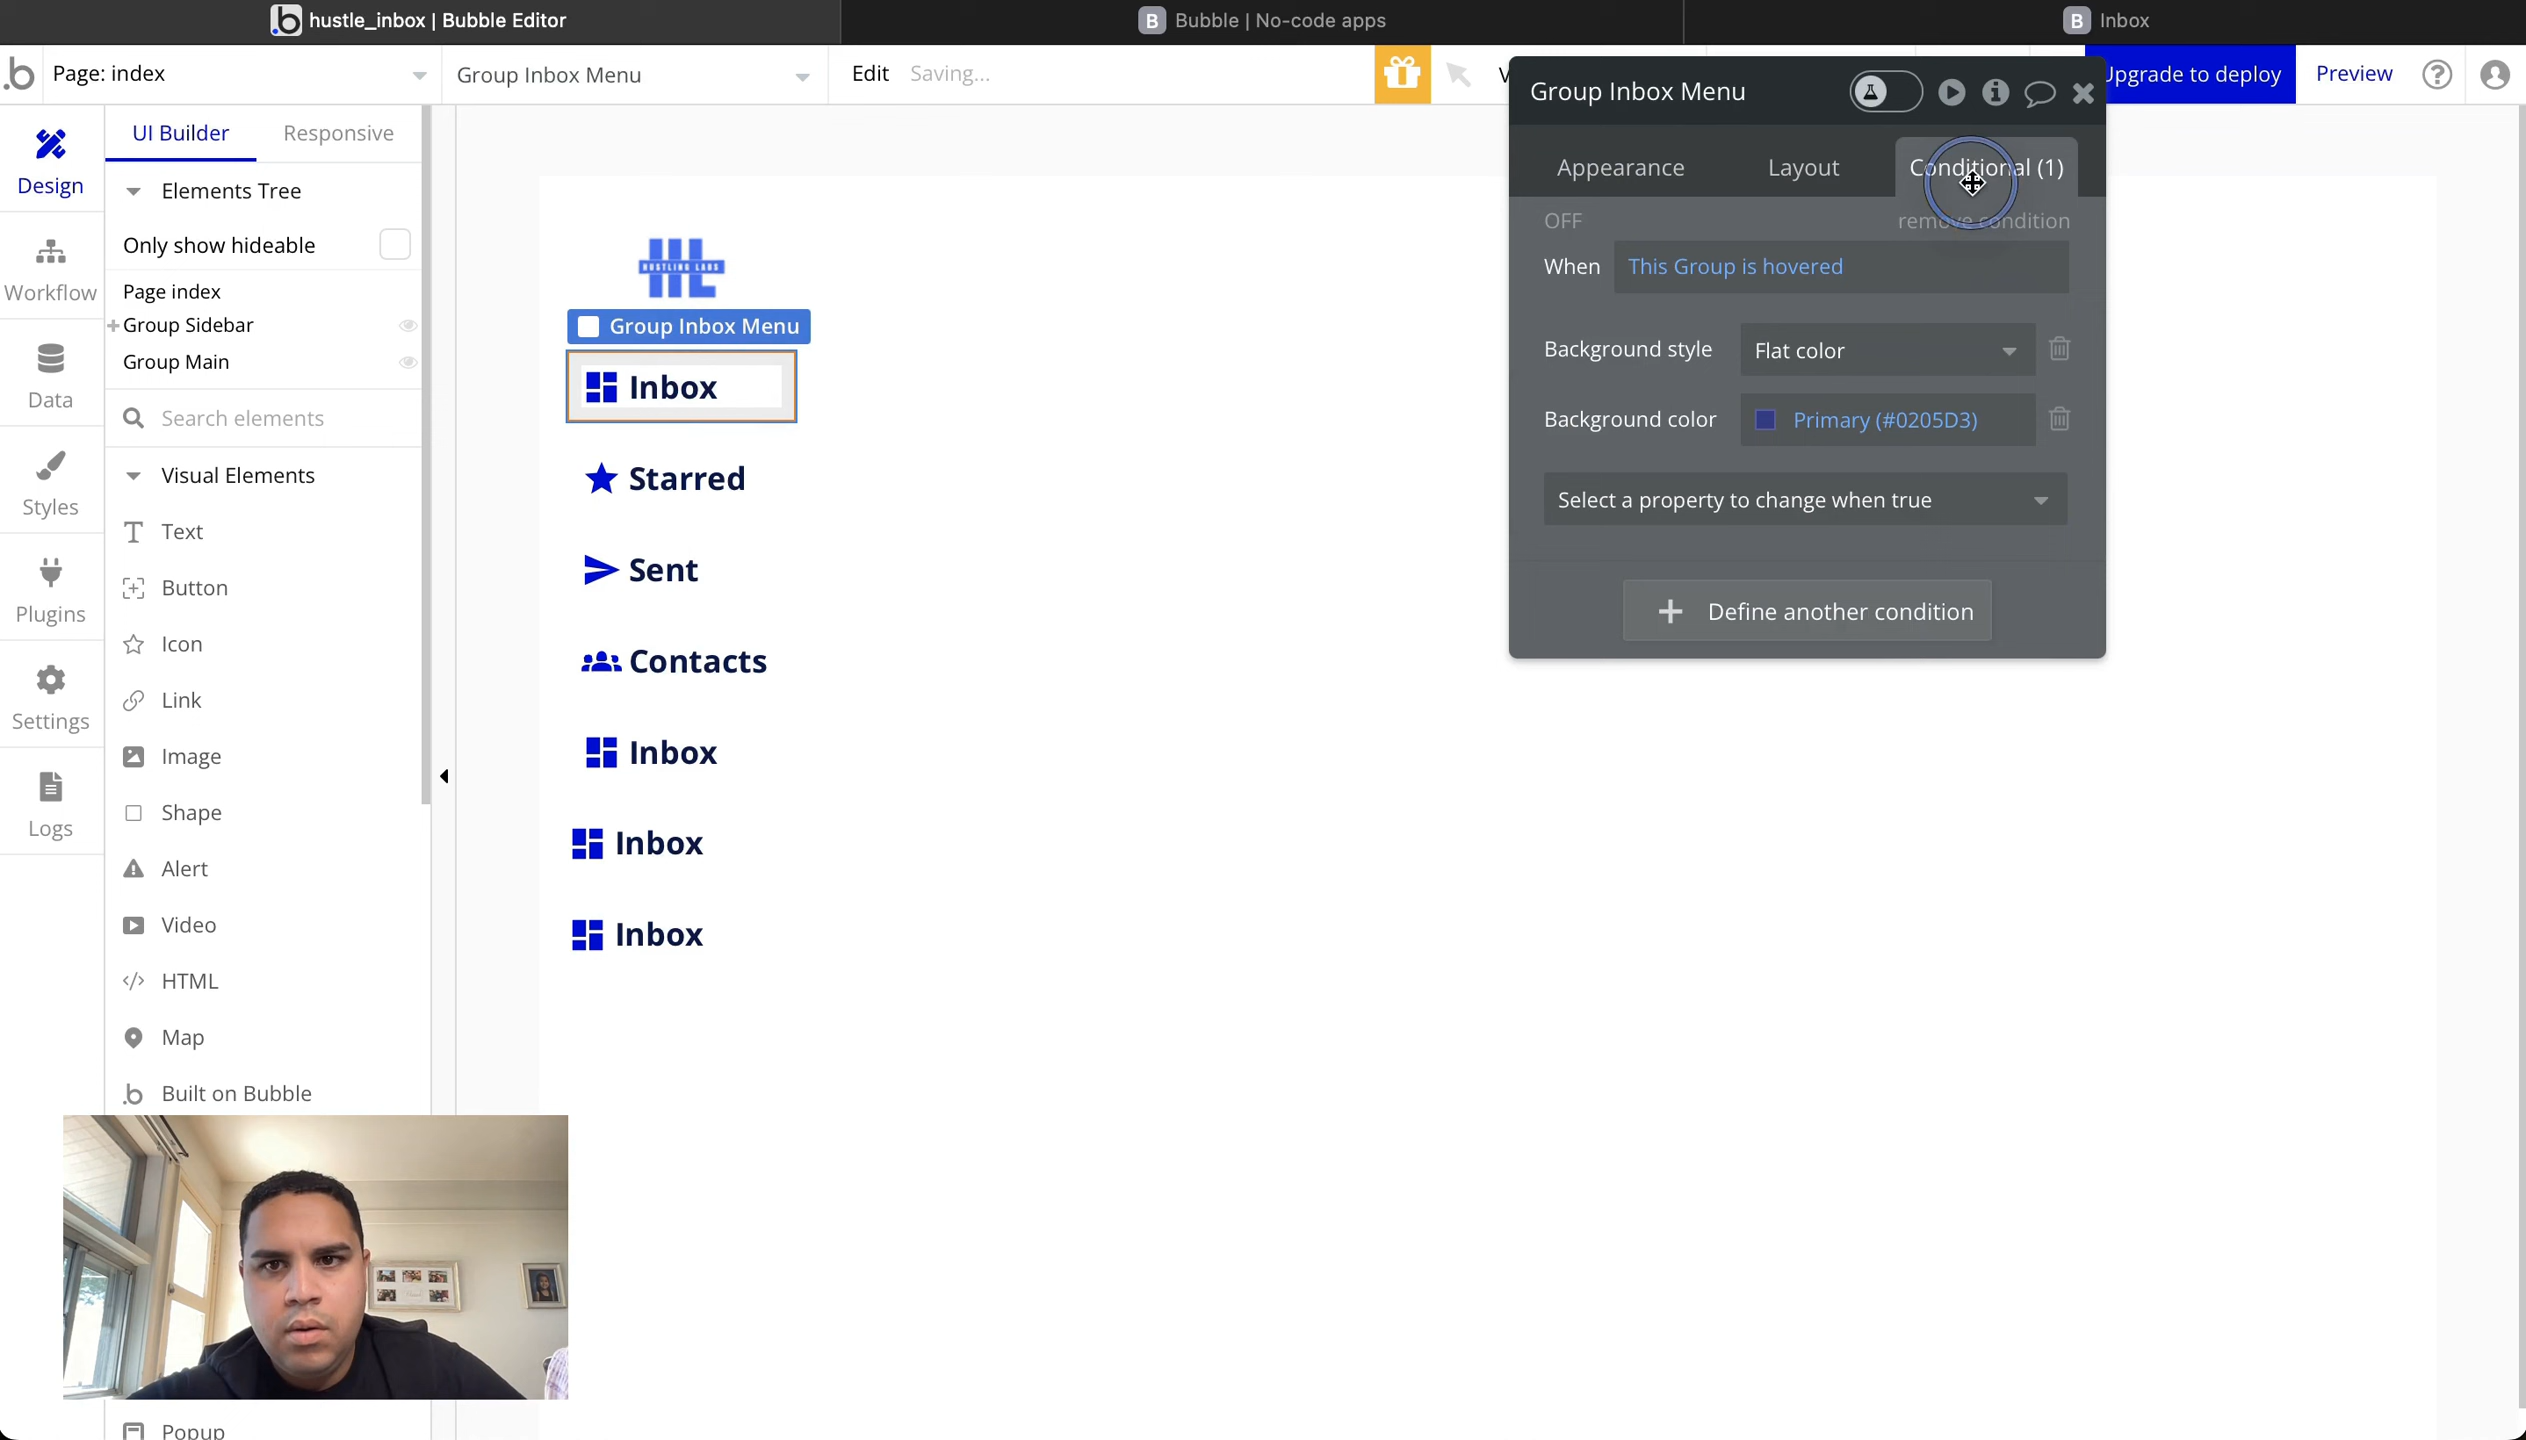 hustle_inbox | Bubble Editor
Bubble | No-code apps
Inbox
Page: index
Group Inbox Menu
Edit
Saving...
Upgrade to deploy
Preview
Design
Workflow
Data
Styles
Plugins
Settings
Logs
UI Builder
Responsive
Elements Tree
Only show hideable
Page index
Group Sidebar
Group Main
Search elements
Visual Elements
Text
Button
Icon
Link
Image
Shape
Alert
Video
HTML
Map
Built on Bubble
Popup
HUSTLING LABS
Group Inbox Menu
Inbox
Starred
Sent
Contacts
Inbox
Inbox
Inbox
Group Inbox Menu
Appearance
Layout
Conditional (1)
OFF
remove condition
When
This Group is hovered
Background style
Flat color
Background color
Primary (#0205D3)
Select a property to change when true
Define another condition